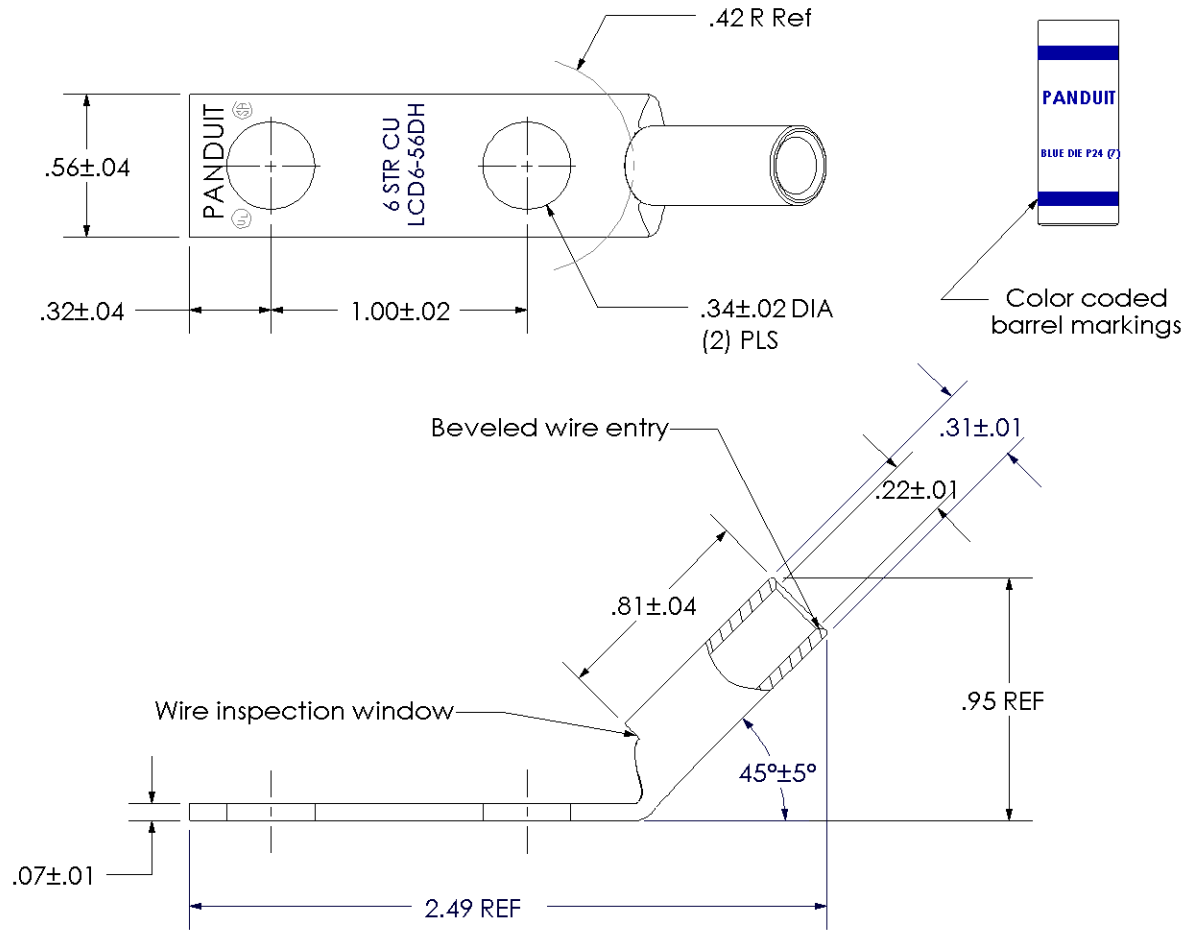 .42 R Ref
PANDUIT
SA
UL
6 STR CU
LCD6-56DH
.56±.04
.32±.04
1.00±.02
.34±.02 DIA
(2) PLS
PANDUIT
BLUE DIE P24 (7)
Color coded
barrel markings
Beveled wire entry
.31±.01
.22±.01
.81±.04
Wire inspection window
.95 REF
45°±5°
.07±.01
2.49 REF